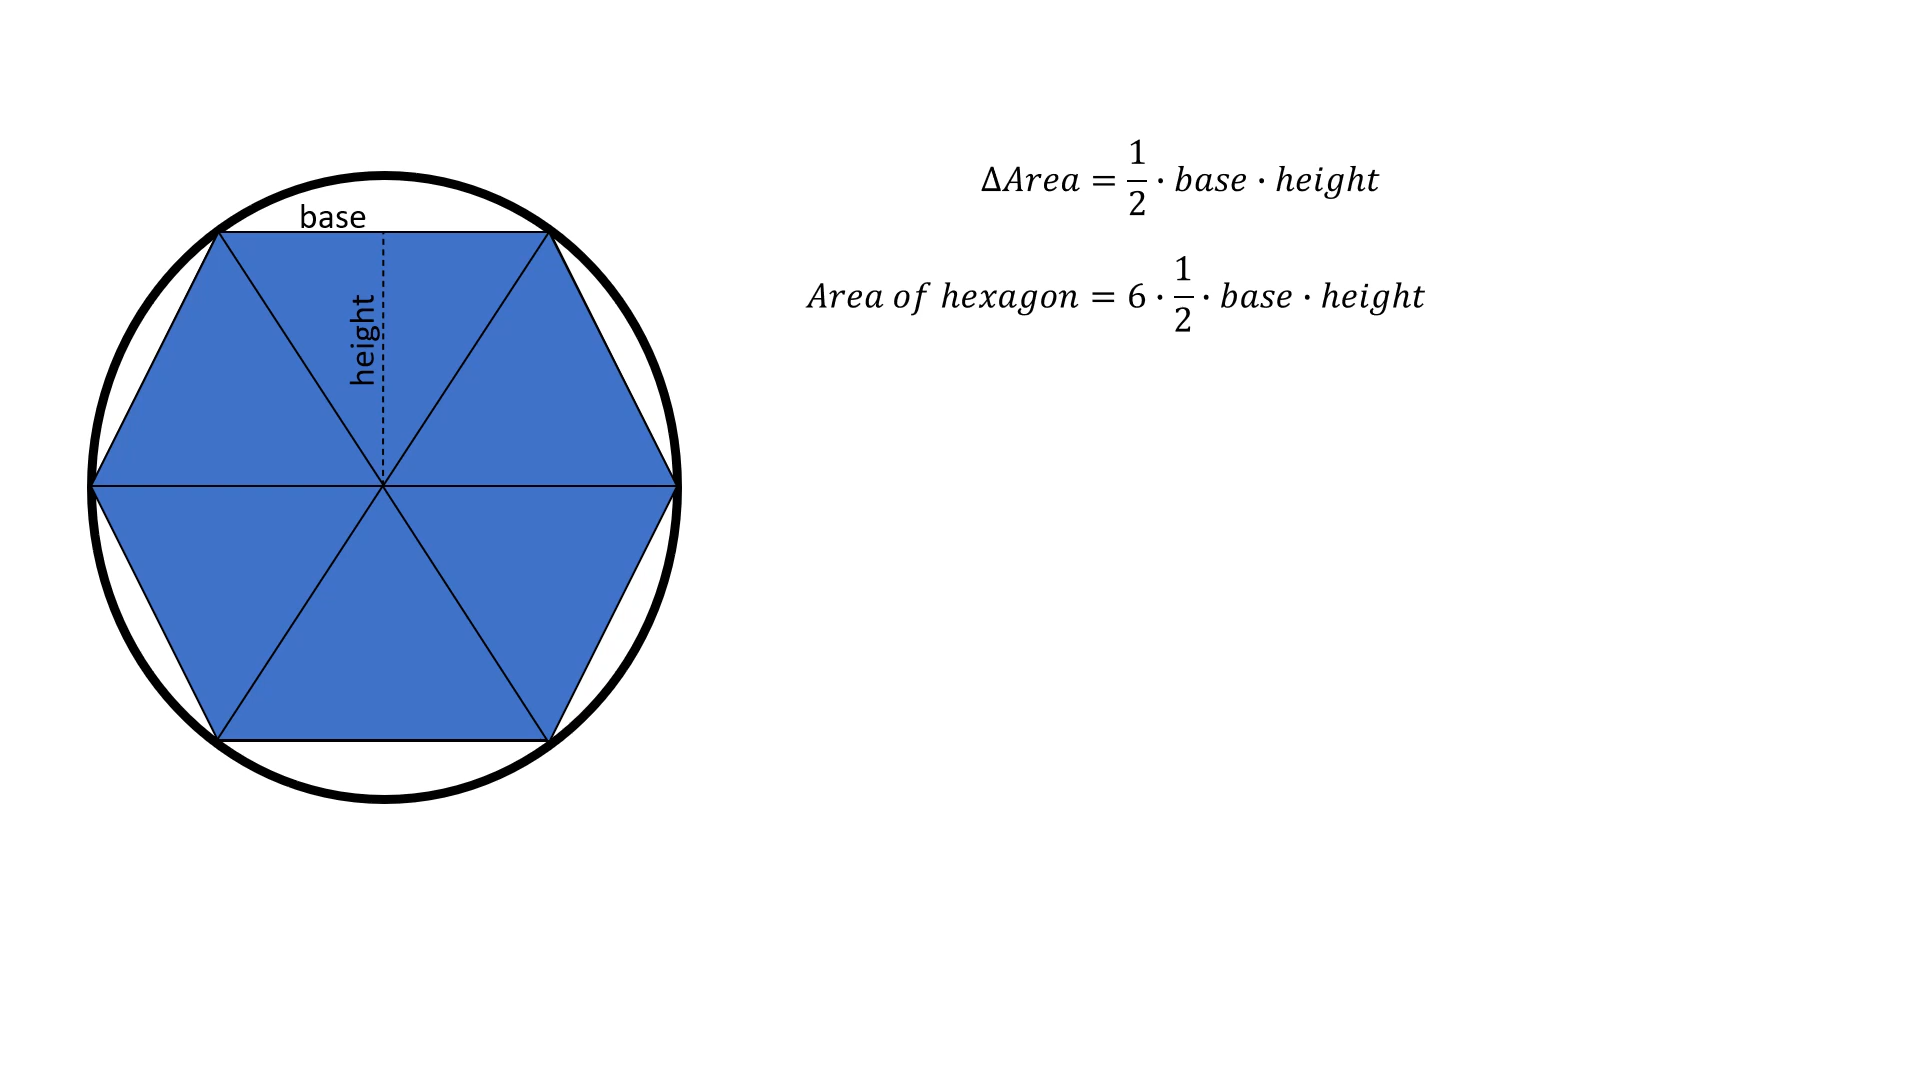 base
height
ΔArea = 1/2 · base · height
Area of hexagon = 6 · 1/2 · base · height